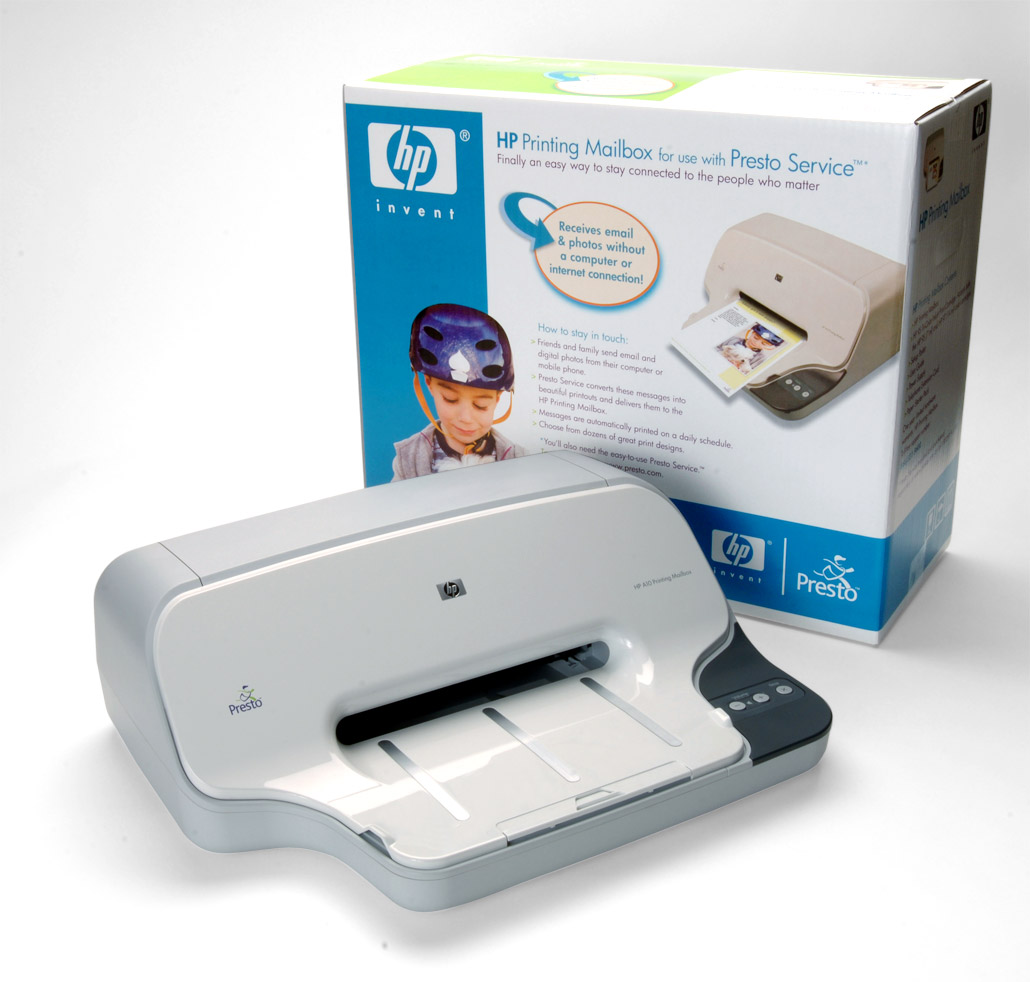 hp ®
invent
HP Printing Mailbox for use with Presto Service™*
Finally an easy way to stay connected to the people who matter
Receives email
& photos without
a computer or
internet connection!
How to stay in touch:
> Friends and family send email and
digital photos from their computer or
mobile phone.
> Presto Service converts these messages into
beautiful printouts and delivers them to the
HP Printing Mailbox.
> Messages are automatically printed on a daily schedule.
> Choose from dozens of great print designs.
*You'll also need the easy-to-use Presto Service.™
www.presto.com.
HP Printing Mailbox
hp ®
invent
Presto™
hp
HP A10 Printing Mailbox
Presto™